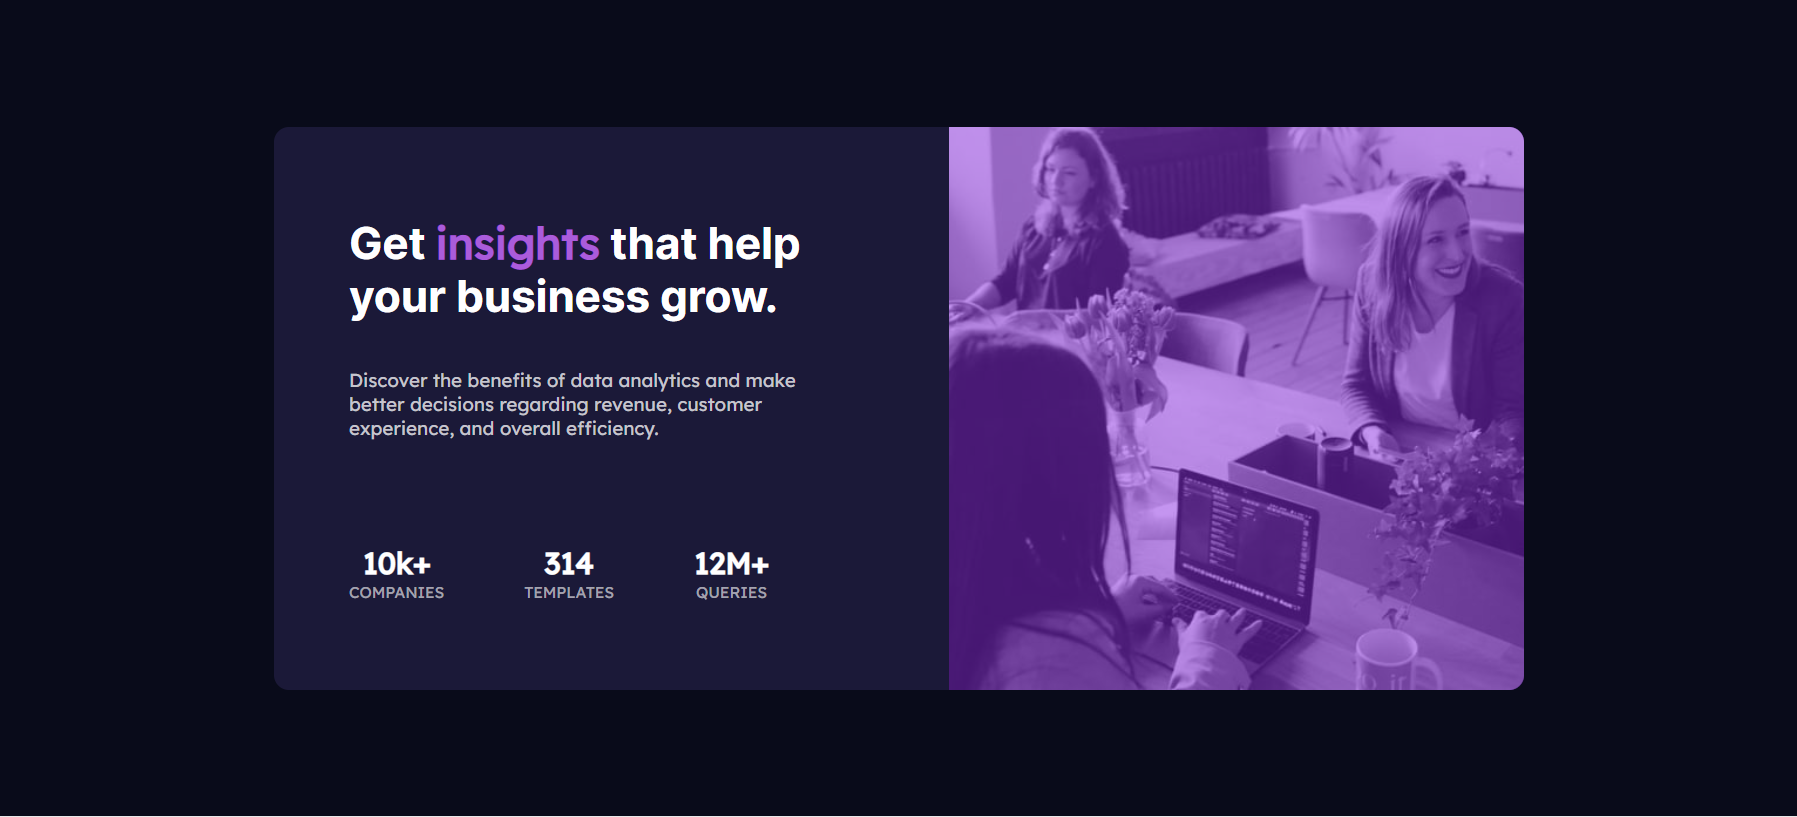 Get insights that help
your business grow.
Discover the benefits of data analytics and make
better decisions regarding revenue, customer
experience, and overall efficiency.
10k+ 314 12M+
COMPANIES TEMPLATES QUERIES